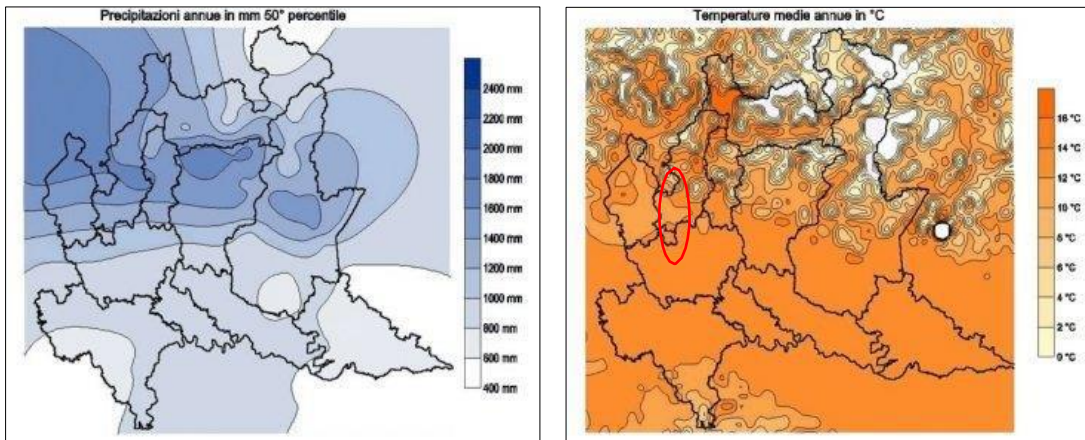 Precipitazioni annue in mm 50° percentile
2400 mm
2200 mm
2000 mm
1800 mm
1600 mm
1400 mm
1200 mm
1000 mm
800 mm
600 mm
400 mm
Temperature medie annue in °C
16 °C
14 °C
12 °C
10 °C
8 °C
6 °C
4 °C
2 °C
0 °C